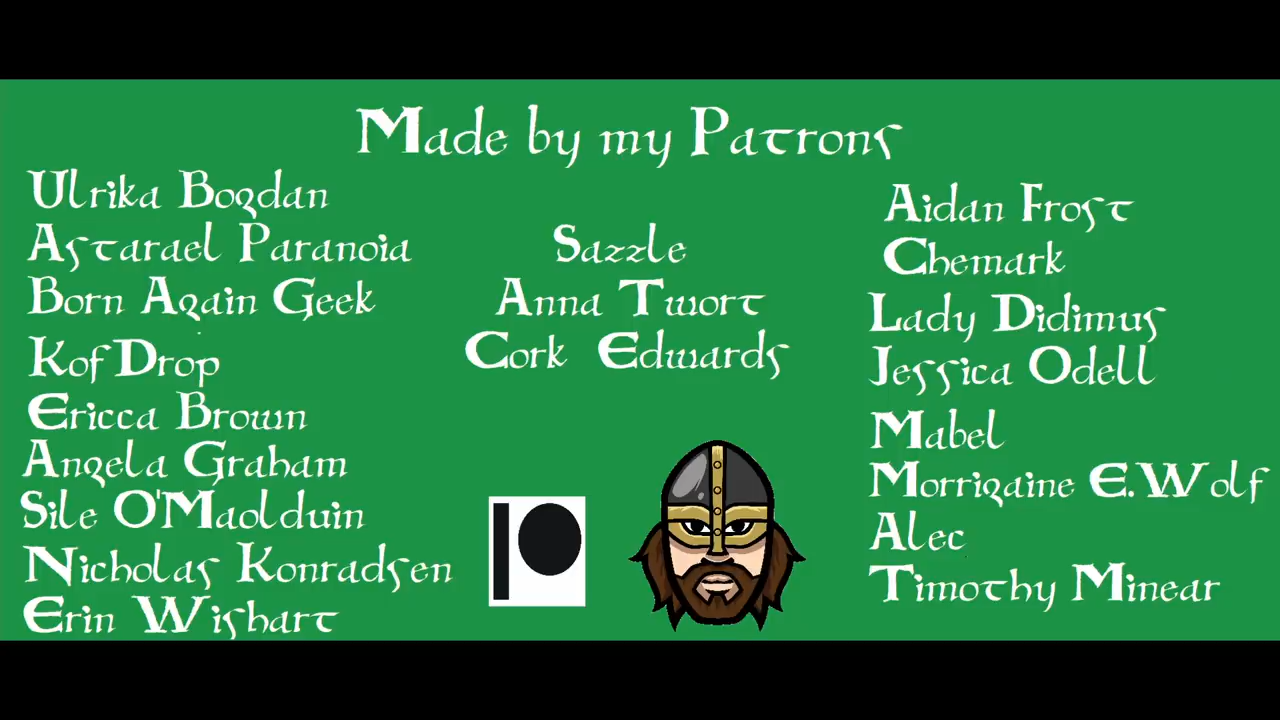 Made by my Patrons
Ulrika Bogdan
Astarael Paranoia
Born Again Geek
Kof Drop
Ericca Brown
Angela Graham
Sile O'Maolduin
Nicholas Konradsen
Erin Wishart
Sazzle
Anna Twort
Cork Edwards
Aidan Frost
Chemark
Lady Didimus
Jessica Odell
Mabel
Morrigaine E.Wolf
Alec
Timothy Minear